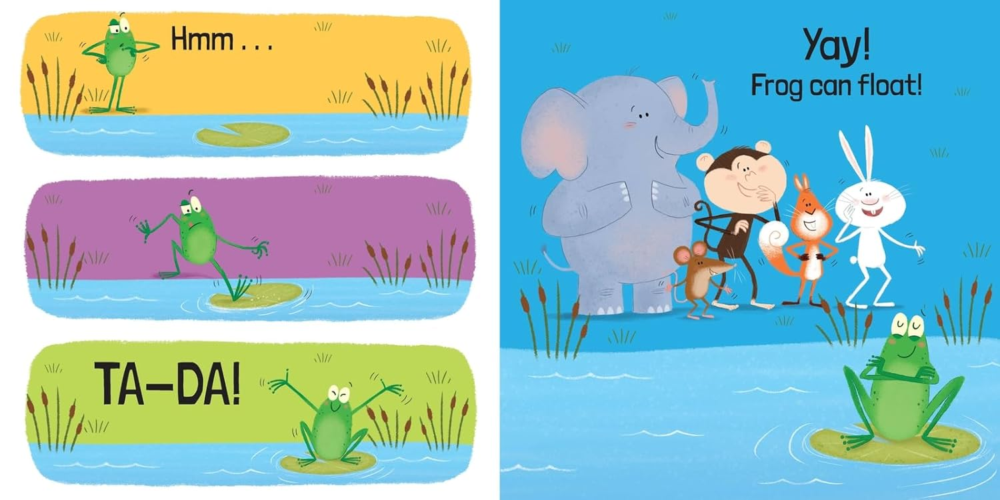 Hmm . . .
TA–DA!
Yay!
Frog can float!